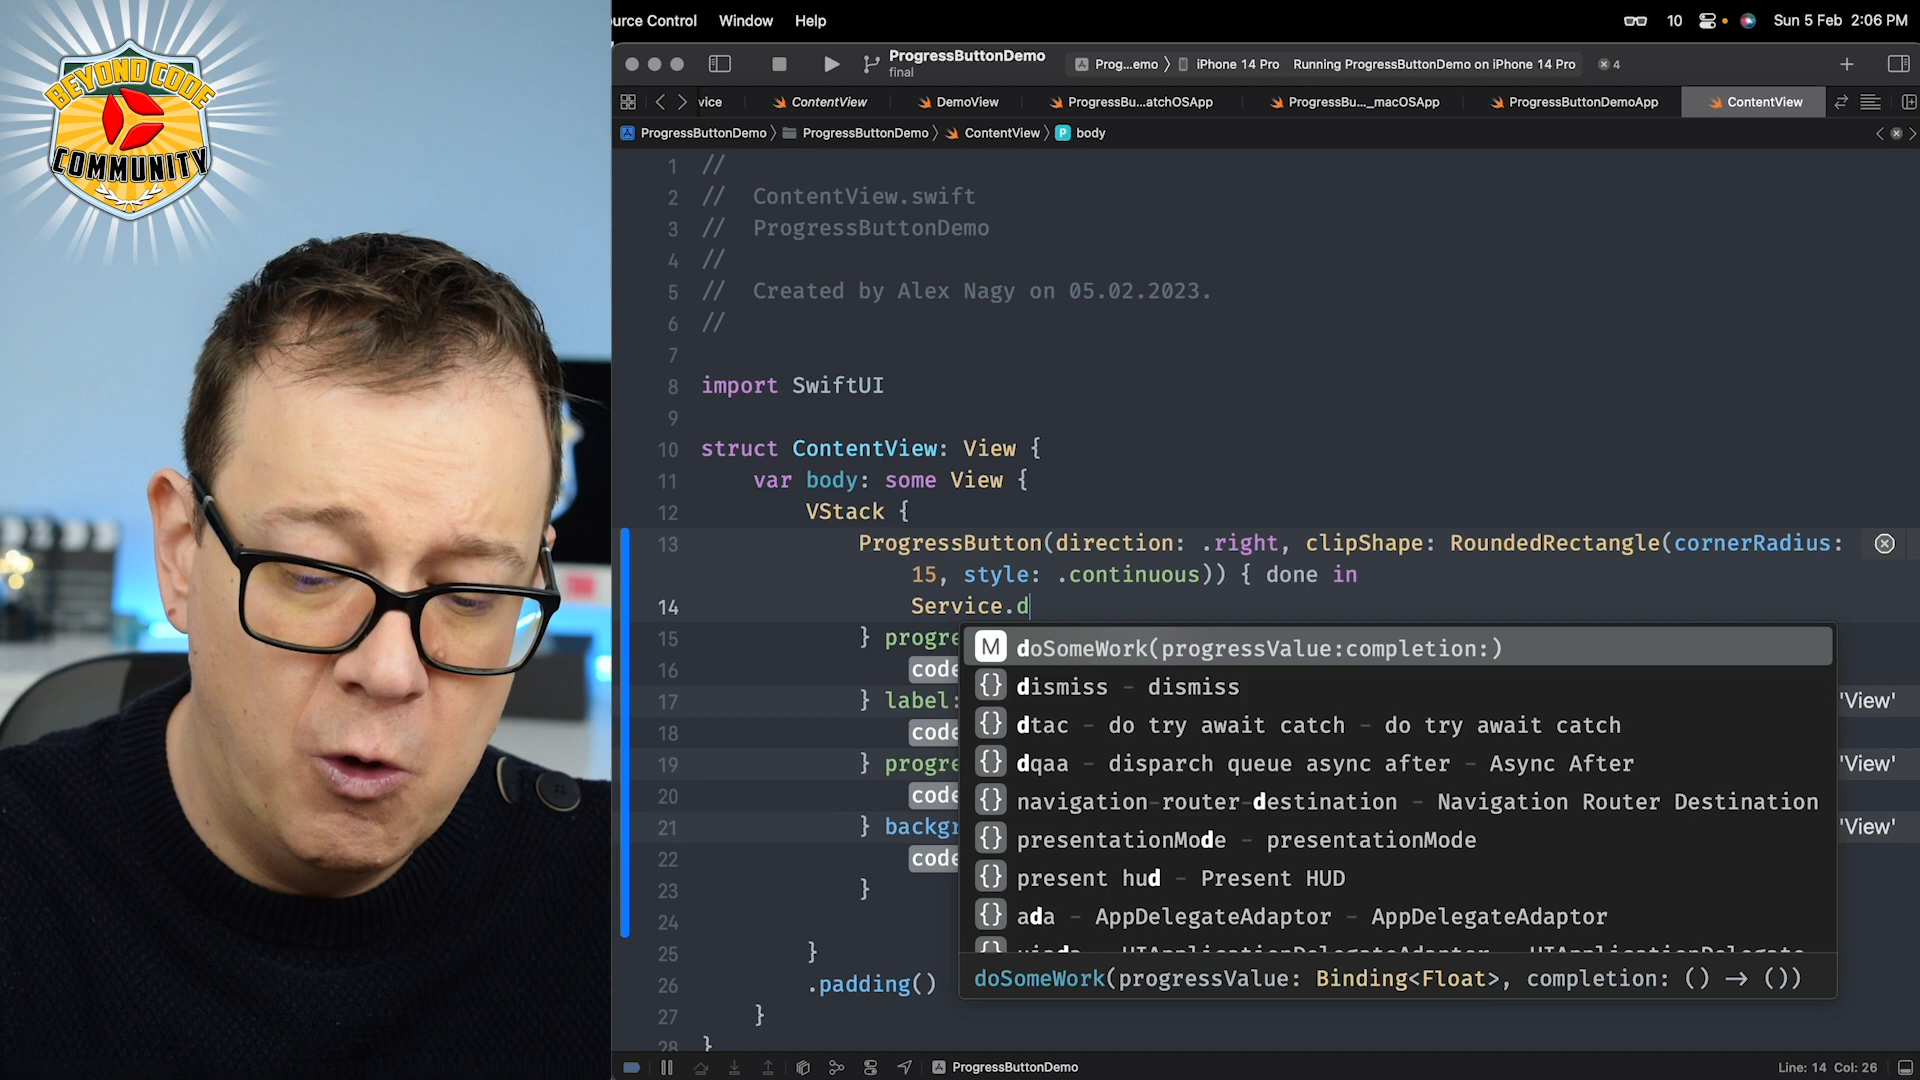 BEYOND CODE
COMMUNITY
urce Control Window Help
10 Sun 5 Feb 2:06 PM
ProgressButtonDemo
final
Prog...emo 〉 iPhone 14 Pro Running ProgressButtonDemo on iPhone 14 Pro 4
vice ContentView DemoView ProgressBu...atchOSApp ProgressBu..._macOSApp ProgressButtonDemoApp ContentView
ProgressButtonDemo 〉 ProgressButtonDemo 〉 ContentView 〉 P body
1 //
2 // ContentView.swift
3 // ProgressButtonDemo
4 //
5 // Created by Alex Nagy on 05.02.2023.
6 //
7
8 import SwiftUI
9
10 struct ContentView: View {
11 var body: some View {
12 VStack {
13 ProgressButton(direction: .right, clipShape: RoundedRectangle(cornerRadius:
15, style: .continuous)) { done in
14 Service.d
15 } progre
16 code
17 } label: 'View'
18 code
19 } progre 'View'
20 code
21 } backgr 'View'
22 code
23 }
24
25 }
26 .padding()
27 }
28 }
M doSomeWork(progressValue:completion:)
{} dismiss - dismiss
{} dtac - do try await catch - do try await catch
{} dqaa - disparch queue async after - Async After
{} navigation-router-destination - Navigation Router Destination
{} presentationMode - presentationMode
{} present hud - Present HUD
{} ada - AppDelegateAdaptor - AppDelegateAdaptor
doSomeWork(progressValue: Binding<Float>, completion: () → ())
ProgressButtonDemo Line: 14 Col: 26